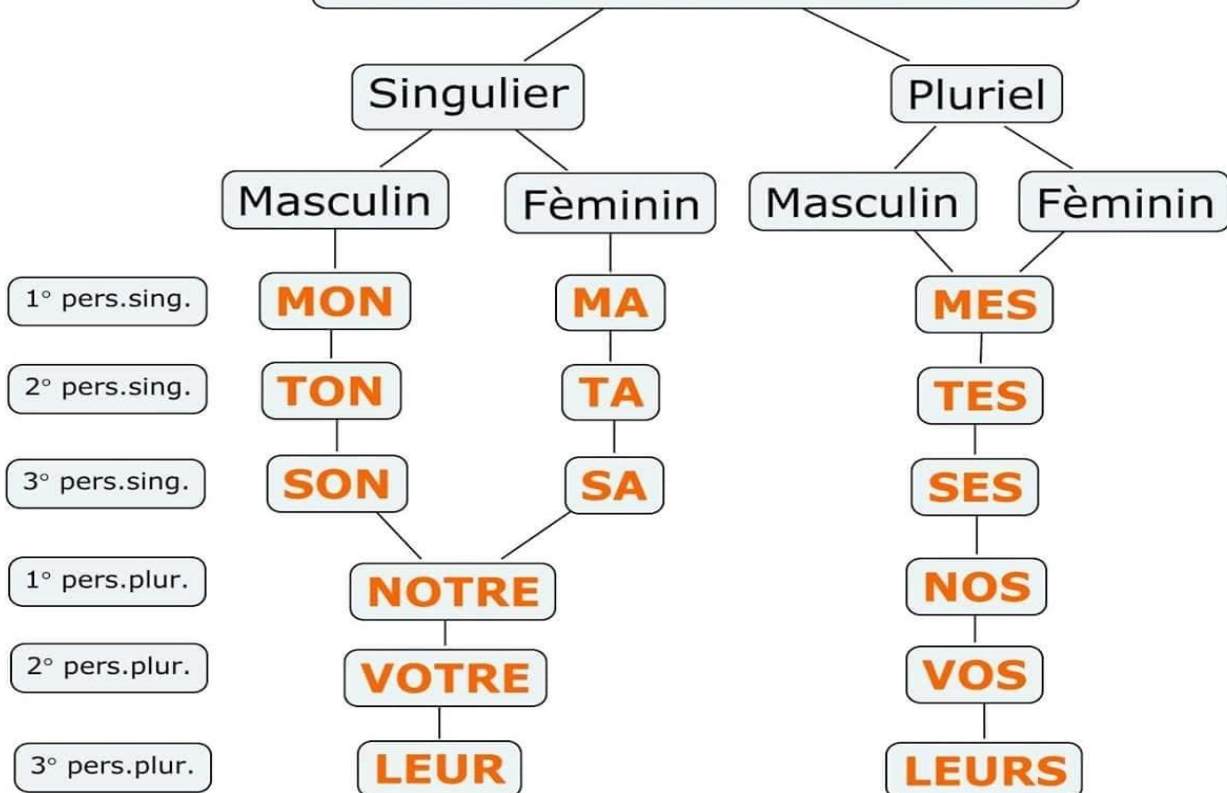 Singulier Pluriel
Masculin Fèminin Masculin Fèminin
1° pers.sing. MON MA MES
2° pers.sing. TON TA TES
3° pers.sing. SON SA SES
1° pers.plur. NOTRE NOS
2° pers.plur. VOTRE VOS
3° pers.plur. LEUR LEURS